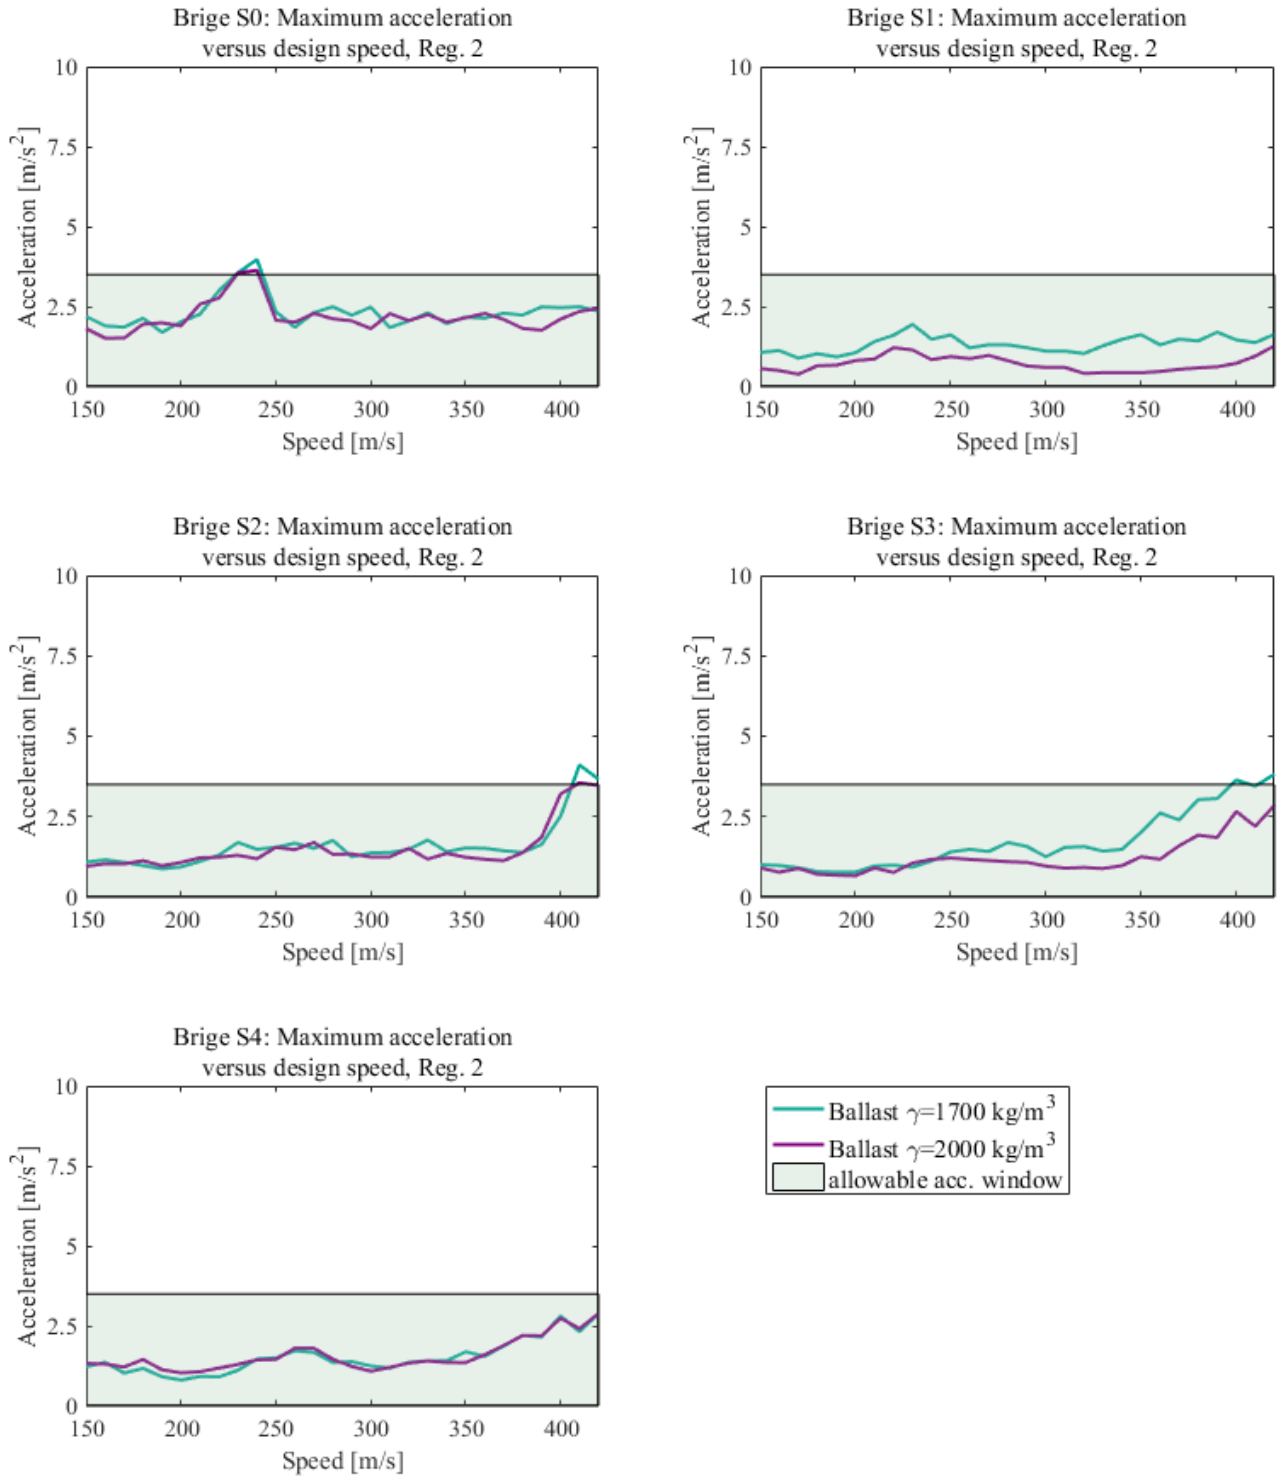 Brige S0: Maximum acceleration
versus design speed, Reg. 2
10
7.5
5
2.5
0
Acceleration [m/s²]
150 200 250 300 350 400
Speed [m/s]
Brige S1: Maximum acceleration
versus design speed, Reg. 2
10
7.5
5
2.5
0
Acceleration [m/s²]
150 200 250 300 350 400
Speed [m/s]
Brige S2: Maximum acceleration
versus design speed, Reg. 2
10
7.5
5
2.5
0
Acceleration [m/s²]
150 200 250 300 350 400
Speed [m/s]
Brige S3: Maximum acceleration
versus design speed, Reg. 2
10
7.5
5
2.5
0
Acceleration [m/s²]
150 200 250 300 350 400
Speed [m/s]
Brige S4: Maximum acceleration
versus design speed, Reg. 2
10
7.5
5
2.5
0
Acceleration [m/s²]
150 200 250 300 350 400
Speed [m/s]
Ballast γ=1700 kg/m³
Ballast γ=2000 kg/m³
allowable acc. window